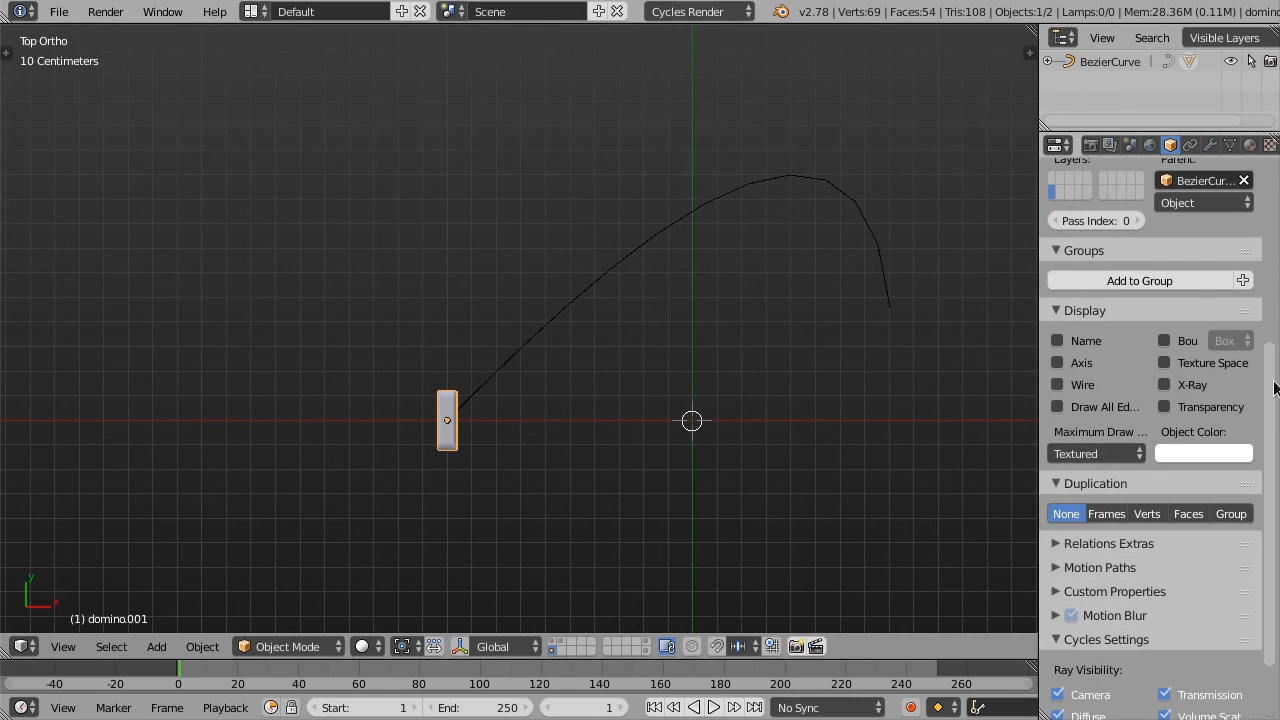 File Render Window Help Default Scene Cycles Render v2.78 | Verts:69 | Faces:54 | Tris:108 | Objects:1/2 | Lamps:0/0 | Mem:28.36M (0.11M) | domino
Top Ortho
10 Centimeters
View Search Visible Layers
BezierCurve
Layers: Parent:
BezierCur...
Object
Pass Index: 0
Groups
Add to Group
Display
Name Bou Box
Axis Texture Space
Wire X-Ray
Draw All Ed... Transparency
Maximum Draw ... Object Color:
Textured
Duplication
None Frames Verts Faces Group
Relations Extras
Motion Paths
Custom Properties
Motion Blur
Cycles Settings
Ray Visibility:
Camera Transmission
Diffuse Volume Scat
y
x
(1) domino.001
View Select Add Object Object Mode Global
-40 -20 0 20 40 60 80 100 120 140 160 180 200 220 240 260
View Marker Frame Playback Start: 1 End: 250 1 No Sync